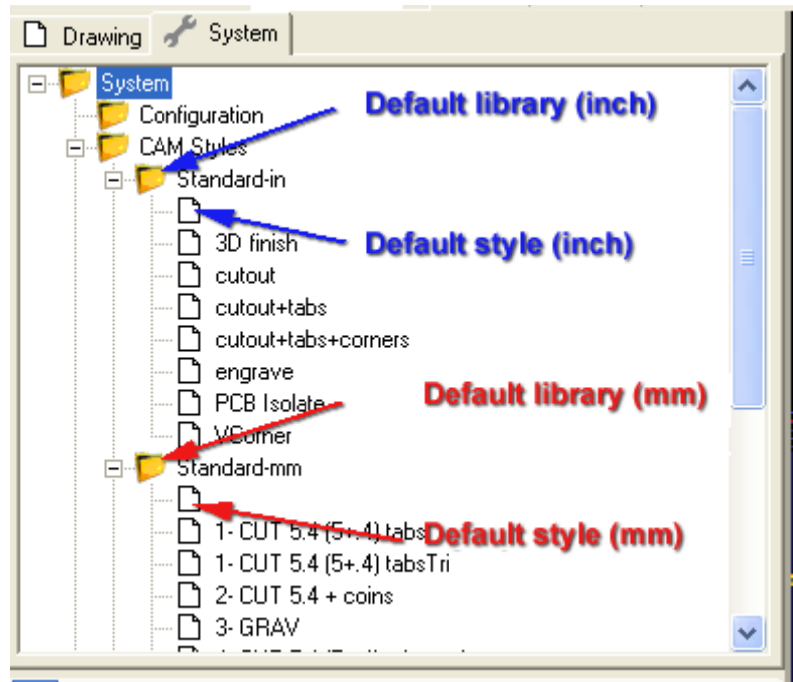 Drawing
System
System
Configuration
Default library (inch)
CAM Styles
Standard-in
3D finish
Default style (inch)
cutout
cutout+tabs
cutout+tabs+corners
engrave
PCB Isolate
Default library (mm)
VCorner
Standard-mm
1- CUT 5.4 (5+.4) tabs
Default style (mm)
1- CUT 5.4 (5+.4) tabsTri
2- CUT 5.4 + coins
3- GRAV